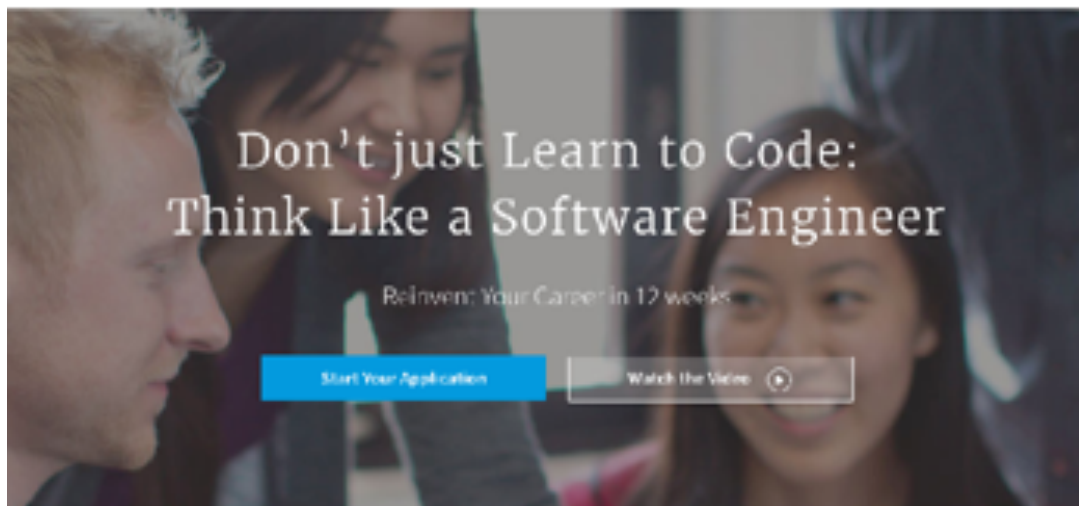 Don't just Learn to Code:
Think Like a Software Engineer
Reinvent Your Career in 12 weeks
Start Your Application
Watch the Video